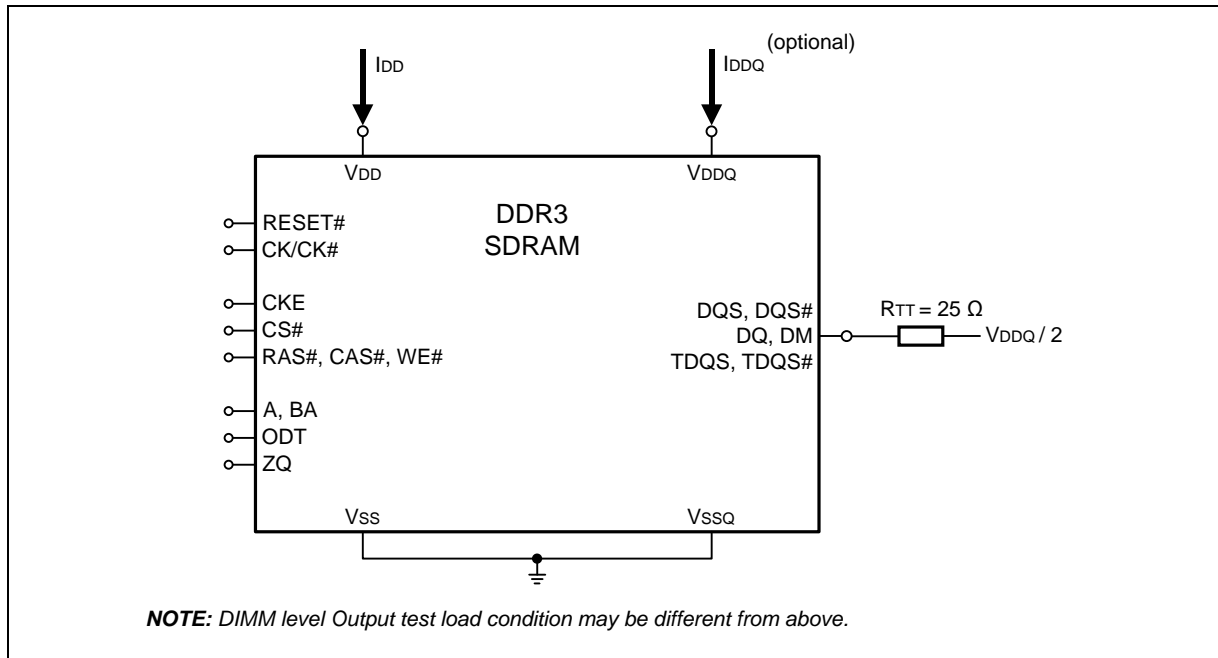 (optional)
IDD
IDDQ
VDD
VDDQ
DDR3
SDRAM
RESET#
CK/CK#
CKE
CS#
RAS#, CAS#, WE#
A, BA
ODT
ZQ
DQS, DQS#
DQ, DM
TDQS, TDQS#
RTT = 25 Ω
VDDQ / 2
VSS
VSSQ
NOTE: DIMM level Output test load condition may be different from above.